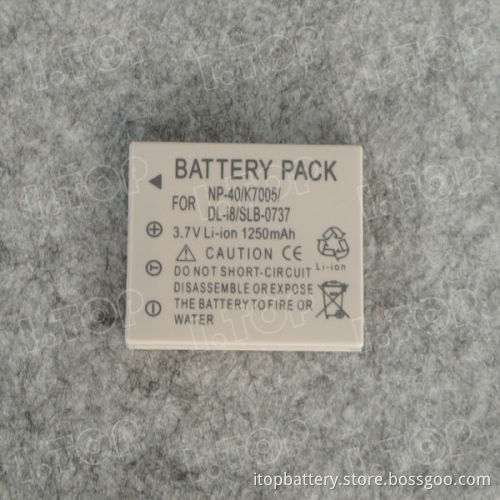 BATTERY PACK
FOR NP-40/K7005/
DL-i8/SLB-0737
3.7V Li-ion 1250mAh
CAUTION
DO NOT SHORT-CIRCUIT
DISASSEMBLE OR EXPOSE
THE BATTERY TO FIRE OR
WATER
Li-ion
I.TOP
itopbattery.store.bossgoo.com